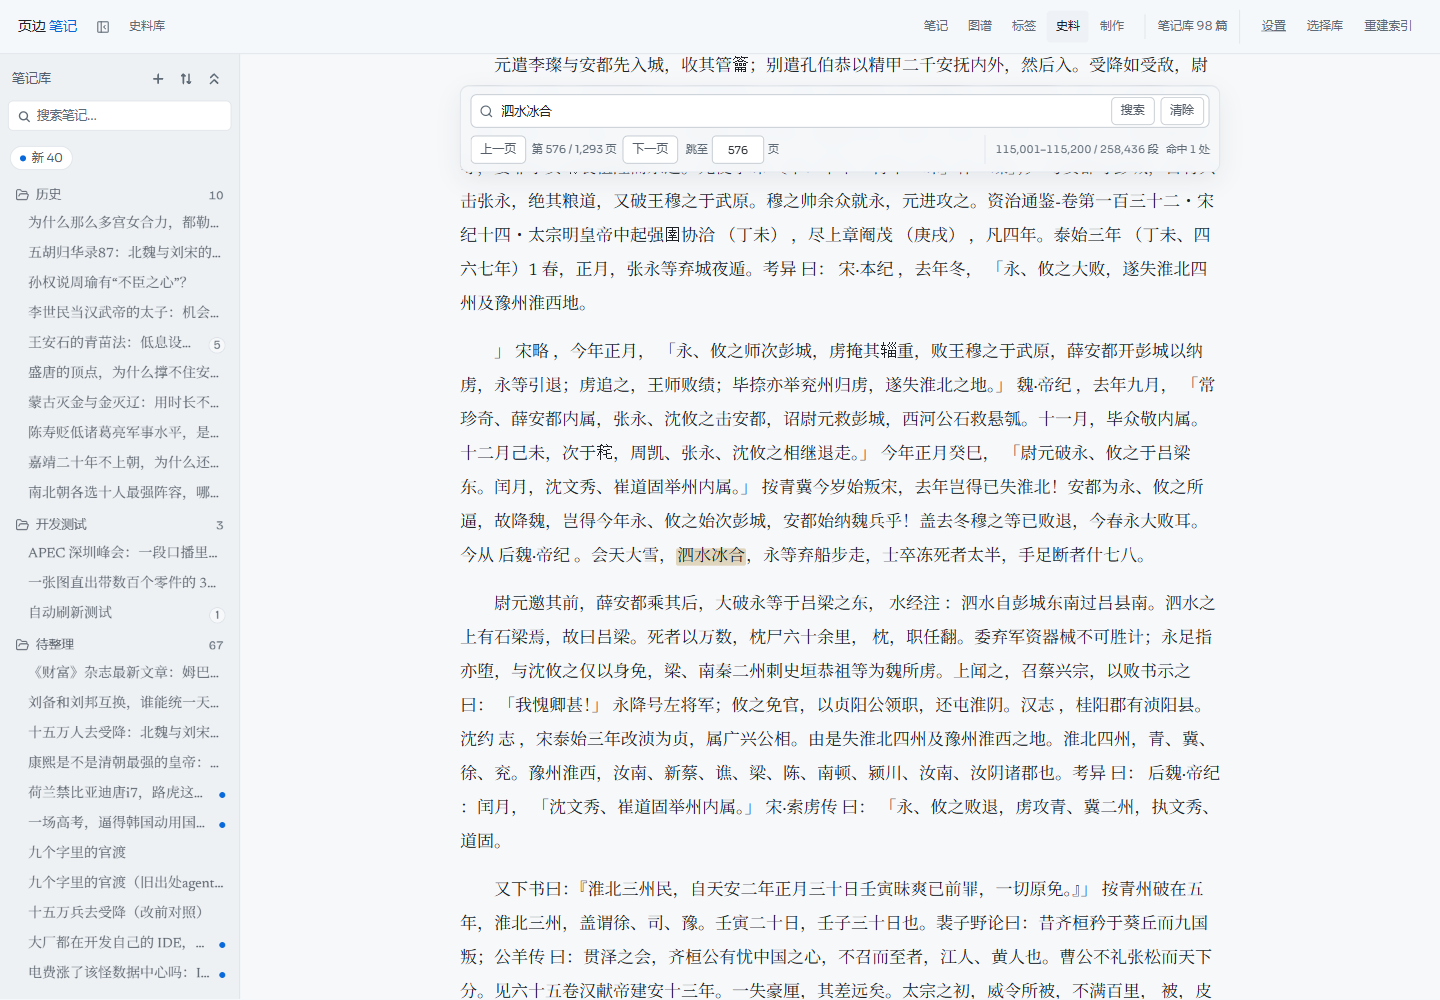 页边 笔记
史料库
笔记 图谱 标签 史料 制作 笔记库 98 篇 设置 选择库 重建索引
笔记库
搜索笔记...
新 40
历史 10
为什么那么多宫女合力，都勒...
五胡归华录87：北魏与刘宋的...
孙权说周瑜有“不臣之心”？
李世民当汉武帝的太子：机会...
王安石的青苗法：低息设... 5
盛唐的顶点，为什么撑不住安...
蒙古灭金与金灭辽：用时长不...
陈寿贬低诸葛亮军事水平，是...
嘉靖二十年不上朝，为什么还...
南北朝各选十人最强阵容，哪...
开发测试 3
APEC 深圳峰会：一段口播里...
一张图直出带数百个零件的 3...
自动刷新测试 1
待整理 67
《财富》杂志最新文章：姆巴...
刘备和刘邦互换，谁能统一天...
十五万人去受降：北魏与刘宋...
康熙是不是清朝最强的皇帝：...
荷兰禁比亚迪唐i7，路虎这...
一场高考，逼得韩国动用国...
九个字里的官渡
九个字里的官渡（旧出处agent...
十五万兵去受降（改前对照）
大厂都在开发自己的 IDE，...
电费涨了该怪数据中心吗：I...
元遣李璨与安都先入城，收其管籥；别遣孔伯恭以精甲二千安抚内外，然后入。受降如受敌，尉
泗水冰合 搜索 清除
上一页 第 576 / 1,293 页 下一页 跳至 576 页 115,001–115,200 / 258,436 段 命中 1 处
击张永，绝其粮道，又破王穆之于武原。穆之帅余众就永，元进攻之。资治通鉴-卷第一百三十二・宋
纪十四・太宗明皇帝中起强圉协洽 （丁未） ，尽上章阉茂 （庚戌） ，凡四年。泰始三年 （丁未、四
六七年）1 春，正月，张永等弃城夜遁。考异 曰： 宋·本纪 ，去年冬， 「永、攸之大败，遂失淮北四
州及豫州淮西地。
」 宋略 ，今年正月， 「永、攸之师次彭城，虏掩其辎重，败王穆之于武原，薛安都开彭城以纳
虏，永等引退；虏追之，王师败绩；毕捺亦举兖州归虏，遂失淮北之地。」 魏·帝纪 ，去年九月， 「常
珍奇、薛安都内属，张永、沈攸之击安都，诏尉元救彭城，西河公石救悬瓠。十一月，毕众敬内属。
十二月己未，次于秺，周凯、张永、沈攸之相继退走。」 今年正月癸巳， 「尉元破永、攸之于吕梁
东。闰月，沈文秀、崔道固举州内属。」 按青冀今岁始叛宋，去年岂得已失淮北！安都为永、攸之所
逼，故降魏，岂得今年永、攸之始次彭城，安都始纳魏兵乎！盖去冬穆之等已败退，今春永大败耳。
今从 后魏·帝纪 。会天大雪，泗水冰合，永等弃船步走，士卒冻死者太半，手足断者什七八。
尉元邀其前，薛安都乘其后，大破永等于吕梁之东， 水经注 ：泗水自彭城东南过吕县南。泗水之
上有石梁焉，故曰吕梁。死者以万数，枕尸六十余里， 枕，职任翻。委弃军资器械不可胜计；永足指
亦堕，与沈攸之仅以身免，梁、南秦二州刺史垣恭祖等为魏所虏。上闻之，召蔡兴宗，以败书示之
曰： 「我愧卿甚！」 永降号左将军；攸之免官，以贞阳公领职，还屯淮阴。汉志 ，桂阳郡有浈阳县。
沈约 志 ，宋泰始三年改浈为贞，属广兴公相。由是失淮北四州及豫州淮西之地。淮北四州，青、冀、
徐、兖。豫州淮西，汝南、新蔡、谯、梁、陈、南顿、颍川、汝南、汝阴诸郡也。考异 曰： 后魏·帝纪
：闰月， 「沈文秀、崔道固举州内属。」 宋·索虏传 曰： 「永、攸之败退，虏攻青、冀二州，执文秀、
道固。
又下书曰：『淮北三州民，自天安二年正月三十日壬寅昧爽已前罪，一切原免。』」 按青州破在五
年，淮北三州，盖谓徐、司、豫。壬寅二十日，壬子三十日也。裴子野论曰：昔齐桓矜于葵丘而九国
叛；公羊传 曰：贯泽之会，齐桓公有忧中国之心，不召而至者，江人、黄人也。曹公不礼张松而天下
分。见六十五卷汉献帝建安十三年。一失豪厘，其差远矣。太宗之初，威令所被，不满百里， 被，皮